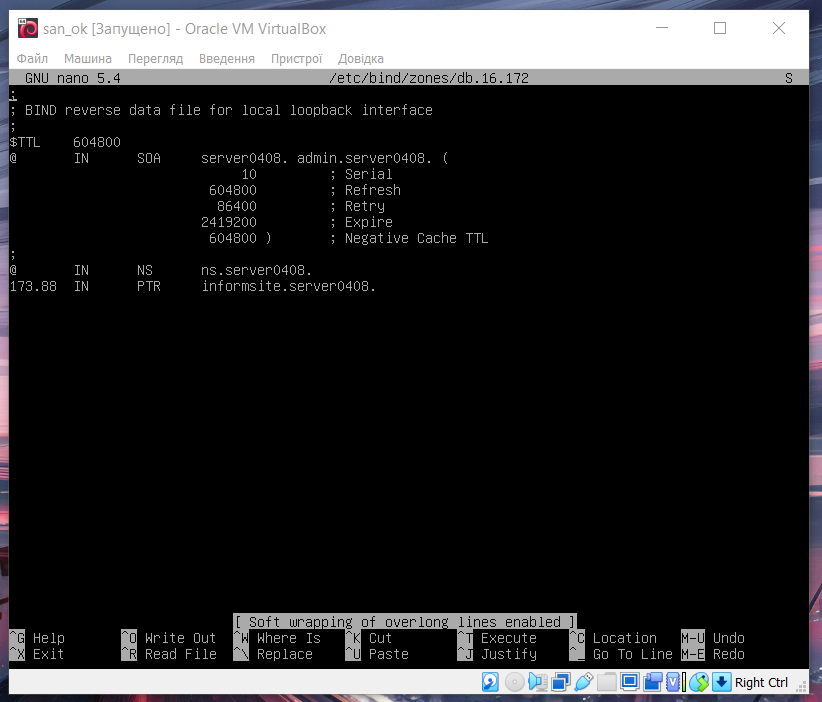 san_ok [Запущено] - Oracle VM VirtualBox
Файл Машина Перегляд Введення Пристрої Довідка
GNU nano 5.4 /etc/bind/zones/db.16.172 S
;
; BIND reverse data file for local loopback interface
;
$TTL 604800
@ IN SOA server0408. admin.server0408. (
10 ; Serial
604800 ; Refresh
86400 ; Retry
2419200 ; Expire
604800 ) ; Negative Cache TTL
;
@ IN NS ns.server0408.
173.88 IN PTR informsite.server0408.
[ Soft wrapping of overlong lines enabled ]
^G Help ^O Write Out ^W Where Is ^K Cut ^T Execute ^C Location M-U Undo
^X Exit ^R Read File ^\ Replace ^U Paste ^J Justify ^_ Go To Line M-E Redo
Right Ctrl